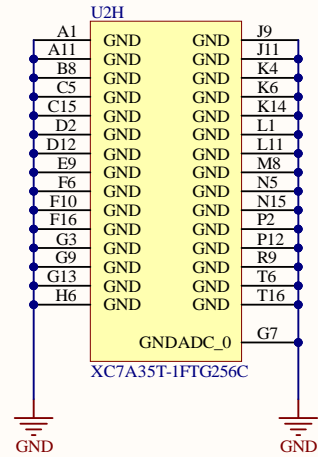 U2H
A1 GND GND J9
A11 GND GND J11
B8 GND GND K4
C5 GND GND K6
C15 GND GND K14
D2 GND GND L1
D12 GND GND L11
E9 GND GND M8
F6 GND GND N5
F10 GND GND N15
F16 GND GND P2
G3 GND GND P12
G9 GND GND R9
G13 GND GND T6
H6 GND GND T16
GNDADC_0 G7
XC7A35T-1FTG256C
GND GND